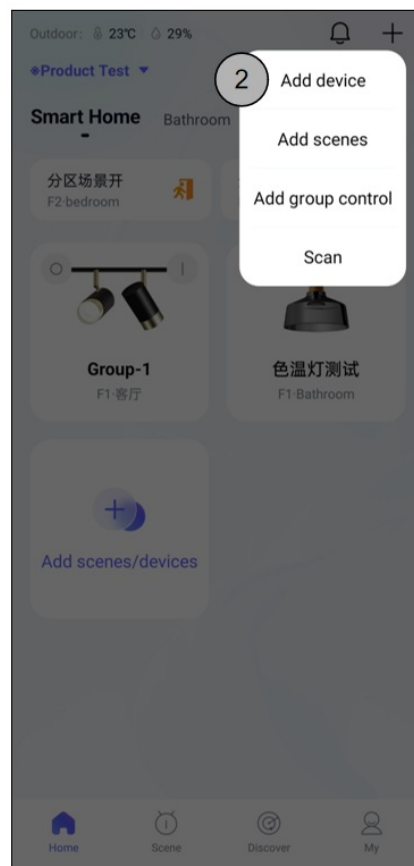 Outdoor: 23℃ 29%
Product Test
Smart Home Bathroom
2 Add device
Add scenes
Add group control
Scan
分区场景开
F2·bedroom
Group-1
F1·客厅
色温灯测试
F1·Bathroom
Add scenes/devices
Home Scene Discover My